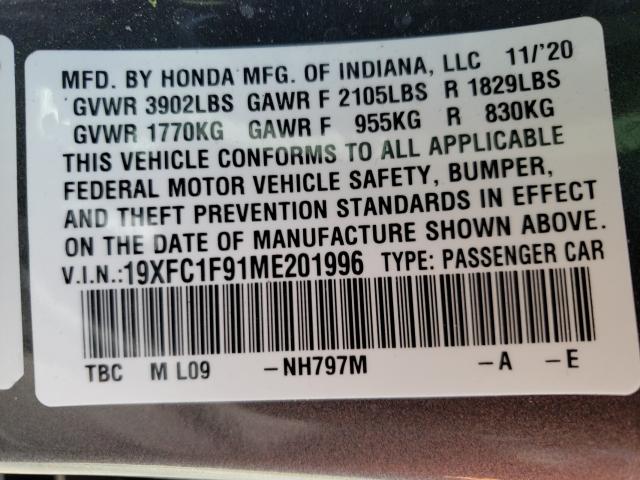 MFD. BY HONDA MFG. OF INDIANA, LLC 11/'20
GVWR 3902LBS GAWR F 2105LBS R 1829LBS
GVWR 1770KG GAWR F 955KG R 830KG
THIS VEHICLE CONFORMS TO ALL APPLICABLE
FEDERAL MOTOR VEHICLE SAFETY, BUMPER,
AND THEFT PREVENTION STANDARDS IN EFFECT
ON THE DATE OF MANUFACTURE SHOWN ABOVE.
V.I.N.:19XFC1F91ME201996 TYPE: PASSENGER CAR
TBC M L09 -NH797M -A -E